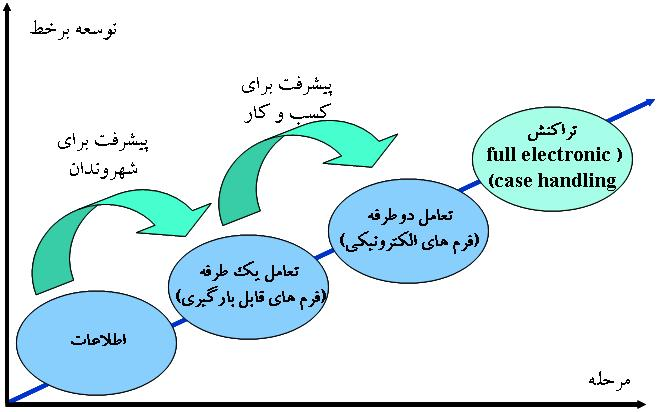 توسعه برخط
پیشرفت برای
کسب و کار
پیشرفت برای
شهروندان
تراکنش
full electronic )
(case handling
تعامل دوطرفه
(فرم های الکترونیکی)
تعامل یک طرفه
(فرم های قابل بارگیری)
اطلاعات
مرحله